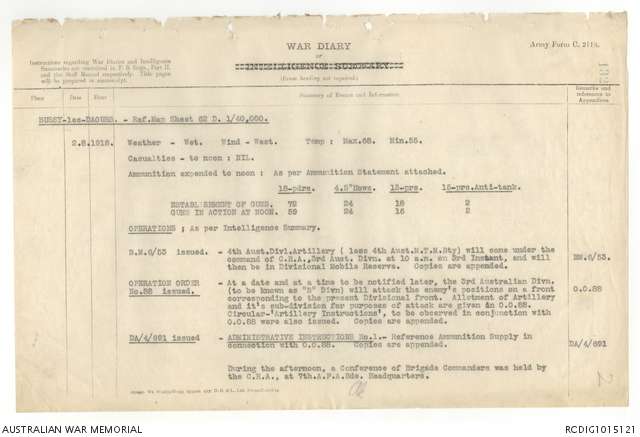 WAR DIARY
OF
INTELLIGENCE SUMMARY.
(Erase heading not required).
Army Form C. 2118.
Instructions regarding War Diaries and Intelligence
Summaries are contained in F. S. Regs., Part II.
and the Staff Manual respectively. Title pages
will be prepared in manuscript.
Place Date Hour Summary of Events and Information Remarks and
references to
Appendices
BUSSY-les-DAOURS. - Ref.Map Sheet 62 D. 1/40,000.
2.8.1918. Weather - Wet. Wind - West. Temp : Max.68. Min.55.
Casualties - to noon : NIL.
Ammunition expended to noon : As per Ammunition Statement attached.
18-pdrs. 4.5"Hows. 13-prs. 15-prs.Anti-tank.
ESTABLISHMENT OF GUNS. 72 24 18 2
GUNS IN ACTION AT NOON. 59 24 16 2
OPERATIONS ; As per Intelligence Summary.
B.M.6/53 issued. - 4th Aust.Divl.Artillery ( less 4th Aust.M.T.M.Bty) will come under the
command of C.R.A.,3rd Aust. Divn. at 10 a.m. on 3rd Instant, and will
then be in Divisional Mobile Reserve. Copies are appended. BM.6/53.
OPERATION ORDER - At a date and at a time to be notified later, the 3rd Australian Divn.
No.88 issued. (to be known as "B" Divn) will attack the enemy's positions on a front O.O.88
corresponding to the present Divisional front. Allotment of Artillery
and it's sub-division for purposes of attack are given in O.O.88.
Circular-'Artillery Instructions', to be observed in conjunction with
O.O.88 were also issued. Copies are appended.
DA/4/691 issued - ADMINISTRATIVE INSTRUCTIONS No.1.- Reference Ammunition Supply in DA/4/691
connection with O.O.88. Copies are appended.
During the afternoon, a Conference of Brigade Commanders was held by
the C.R.A., at 7th.A.F.A.Bde. Headquarters.
AUSTRALIAN WAR MEMORIAL RCDIG1015121